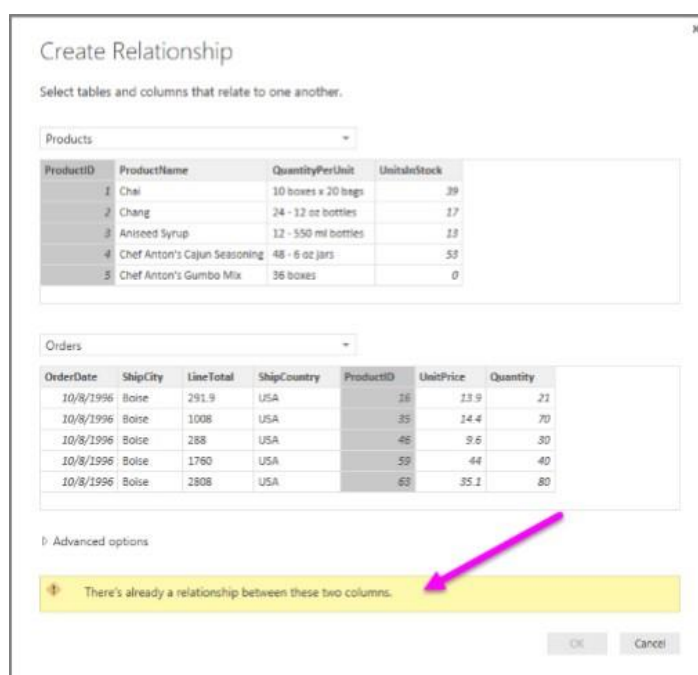 Create Relationship
Select tables and columns that relate to one another.
Products
ProductID ProductName QuantityPerUnit UnitsInStock
1 Chai 10 boxes x 20 bags 39
2 Chang 24 - 12 oz bottles 17
3 Aniseed Syrup 12 - 550 ml bottles 13
4 Chef Anton's Cajun Seasoning 48 - 6 oz jars 53
5 Chef Anton's Gumbo Mix 36 boxes 0
Orders
OrderDate ShipCity LineTotal ShipCountry ProductID UnitPrice Quantity
10/8/1996 Boise 291.9 USA 16 13.9 21
10/8/1996 Boise 1008 USA 35 14.4 70
10/8/1996 Boise 288 USA 46 9.6 30
10/8/1996 Boise 1760 USA 59 44 40
10/8/1996 Boise 2808 USA 63 35.1 80
Advanced options
There's already a relationship between these two columns.
OK Cancel